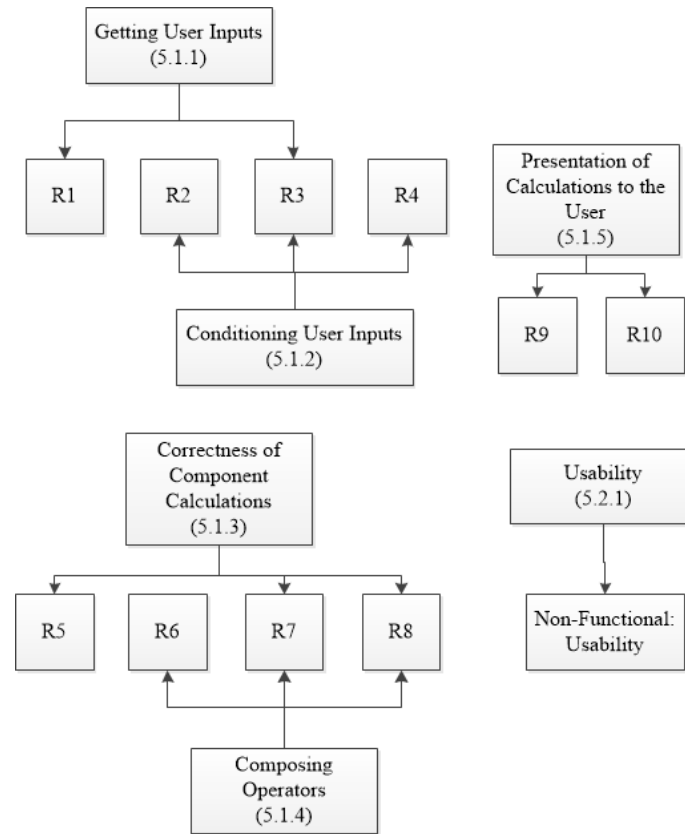 Getting User Inputs
(5.1.1)
R1
R2
R3
R4
Presentation of
Calculations to the
User
(5.1.5)
Conditioning User Inputs
(5.1.2)
R9
R10
Correctness of
Component
Calculations
(5.1.3)
Usability
(5.2.1)
R5
R6
R7
R8
Non-Functional:
Usability
Composing
Operators
(5.1.4)